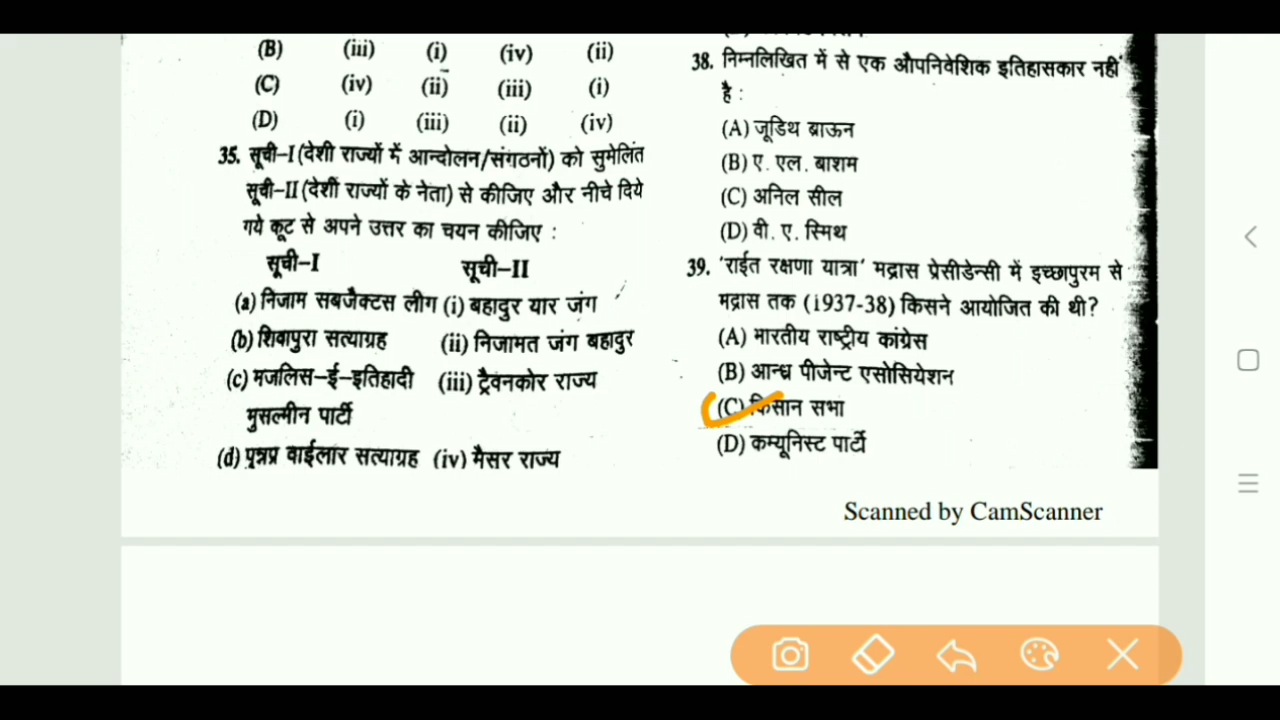 (B) (iii) (i) (iv) (ii)
(C) (iv) (ii) (iii) (i)
(D) (i) (iii) (ii) (iv)
35. सूची-I (देशी राज्यों में आन्दोलन/संगठनों) को सुमेलित
सूची-II (देशी राज्यों के नेता) से कीजिए और नीचे दिये
गये कूट से अपने उत्तर का चयन कीजिए :
सूची-I सूची-II
(a) निजाम सबजैक्टस लीग (i) बहादुर यार जंग
(b) शिवापुरा सत्याग्रह (ii) निजामत जंग बहादुर
(c) मजलिस-ई-इतिहादी (iii) ट्रैवनकोर राज्य
मुसल्मीन पार्टी
(d) पुन्नप्र वाईलार सत्याग्रह (iv) मैसर राज्य
38. निम्नलिखित में से एक औपनिवेशिक इतिहासकार नहीं
है :
(A) जूडिथ ब्राऊन
(B) ए. एल. बाशम
(C) अनिल सील
(D) वी. ए. स्मिथ
39. 'राईत रक्षणा यात्रा' मद्रास प्रेसीडेन्सी में इच्छापुरम से
मद्रास तक (1937-38) किसने आयोजित की थी?
(A) भारतीय राष्ट्रीय कांग्रेस
(B) आन्ध्र पीजेन्ट एसोसियेशन
(C) किसान सभा
(D) कम्यूनिस्ट पार्टी
Scanned by CamScanner